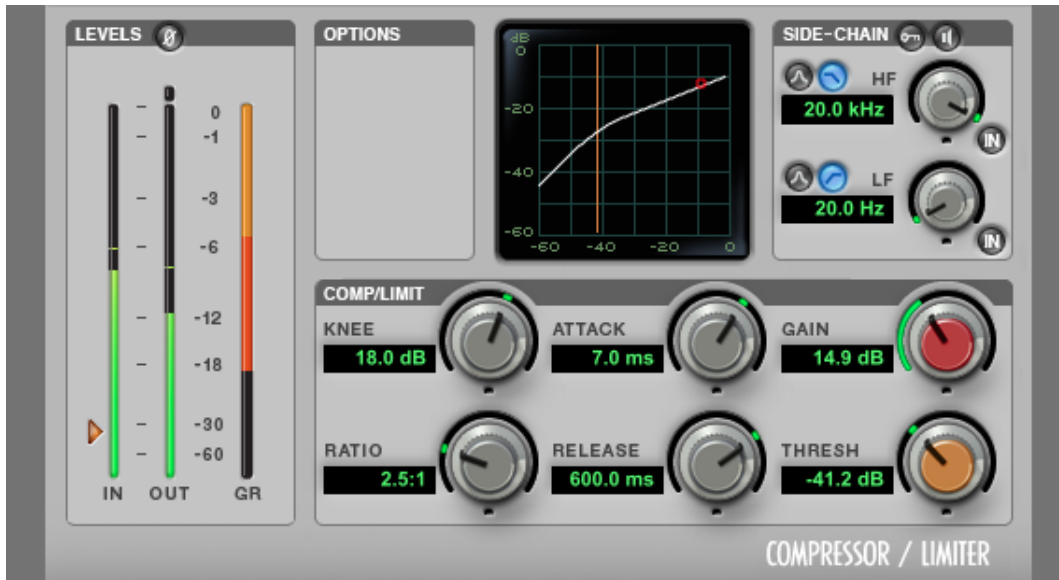 LEVELS
0
-1
-3
-6
-12
-18
-30
-60
IN OUT GR
OPTIONS
dB
0
-20
-40
-60
-60 -40 -20 0
SIDE-CHAIN
HF
20.0 kHz
IN
LF
20.0 Hz
IN
COMP/LIMIT
KNEE
18.0 dB
ATTACK
7.0 ms
GAIN
14.9 dB
RATIO
2.5:1
RELEASE
600.0 ms
THRESH
-41.2 dB
COMPRESSOR / LIMITER